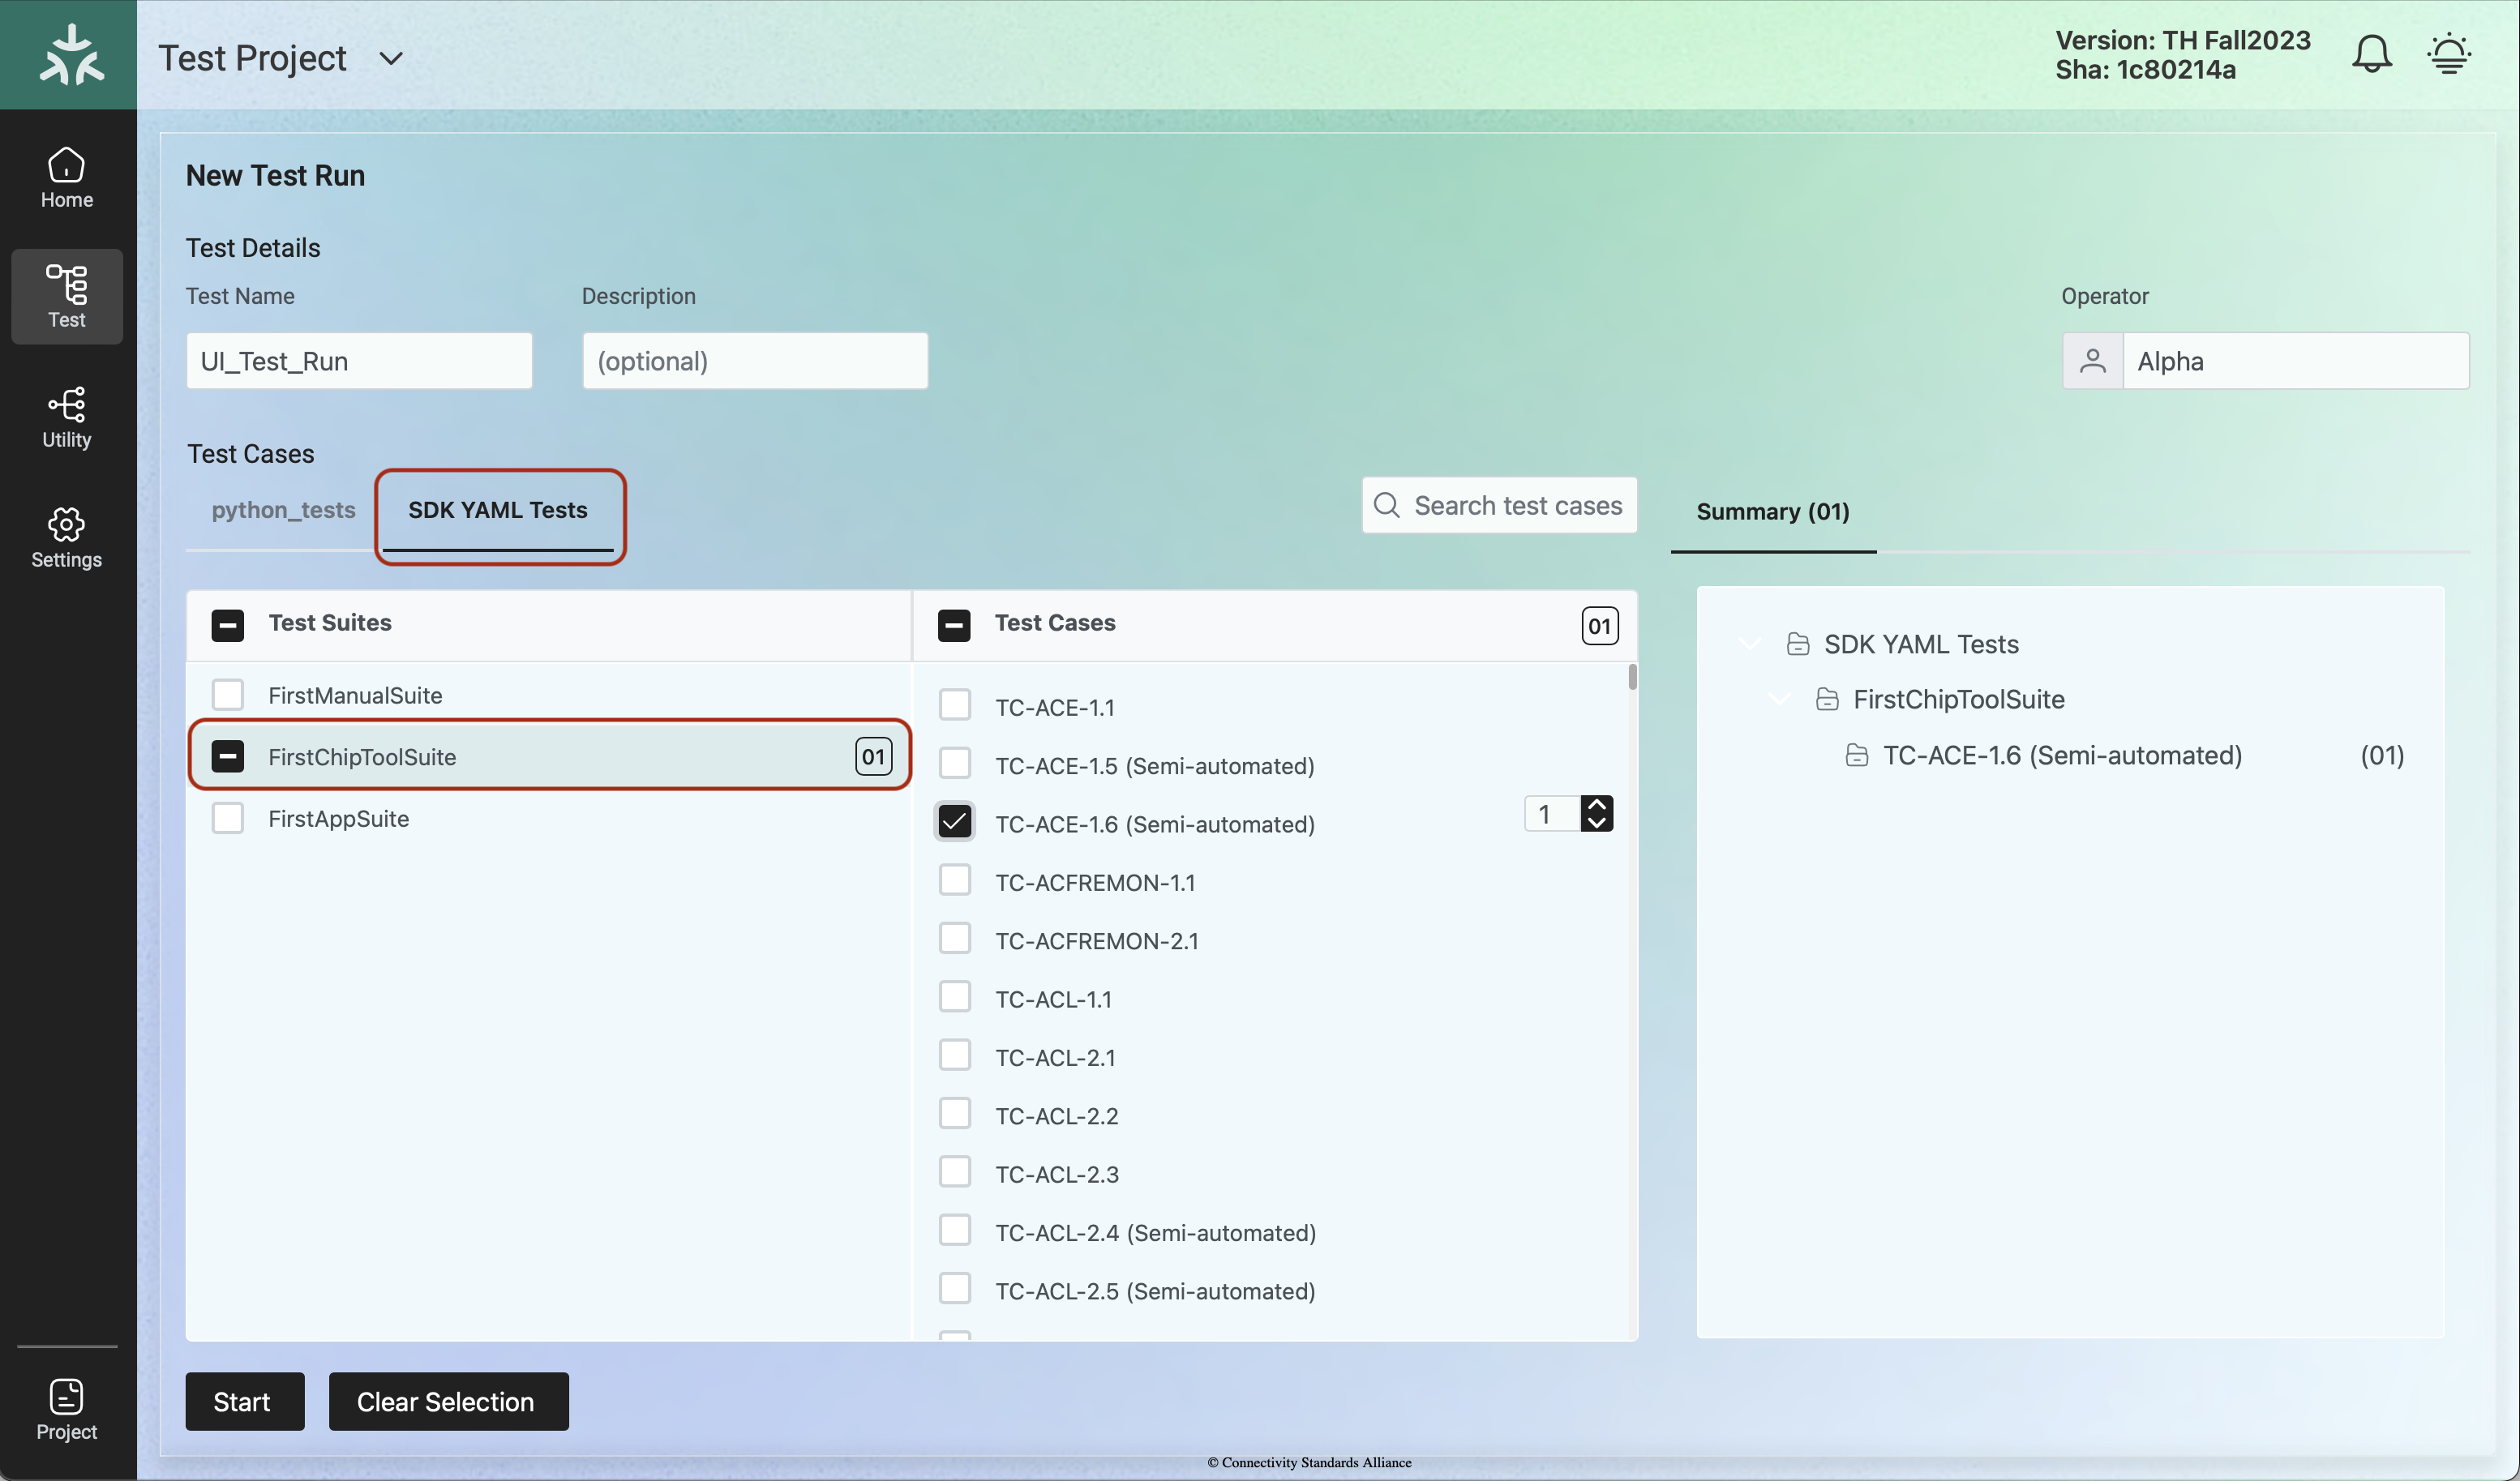 Test Project
Version: TH Fall2023
Sha: 1c80214a
Home
Test
Utility
Settings
Project
New Test Run
Test Details
Test Name
Description
Operator
UI_Test_Run
(optional)
Alpha
Test Cases
python_tests
SDK YAML Tests
Search test cases
Summary (01)
Test Suites
FirstManualSuite
FirstChipToolSuite 01
FirstAppSuite
Test Cases 01
TC-ACE-1.1
TC-ACE-1.5 (Semi-automated)
TC-ACE-1.6 (Semi-automated) 1
TC-ACFREMON-1.1
TC-ACFREMON-2.1
TC-ACL-1.1
TC-ACL-2.1
TC-ACL-2.2
TC-ACL-2.3
TC-ACL-2.4 (Semi-automated)
TC-ACL-2.5 (Semi-automated)
SDK YAML Tests
FirstChipToolSuite
TC-ACE-1.6 (Semi-automated) (01)
Start
Clear Selection
© Connectivity Standards Alliance